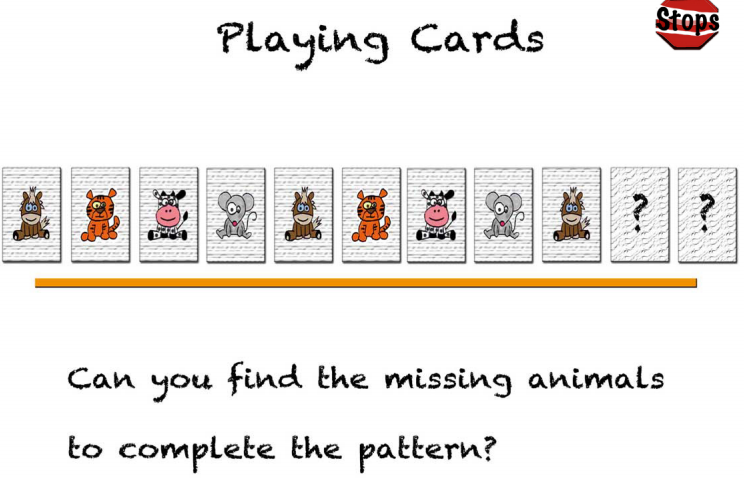 Playing Cards
Stops
? ?
Can you find the missing animals
to complete the pattern?